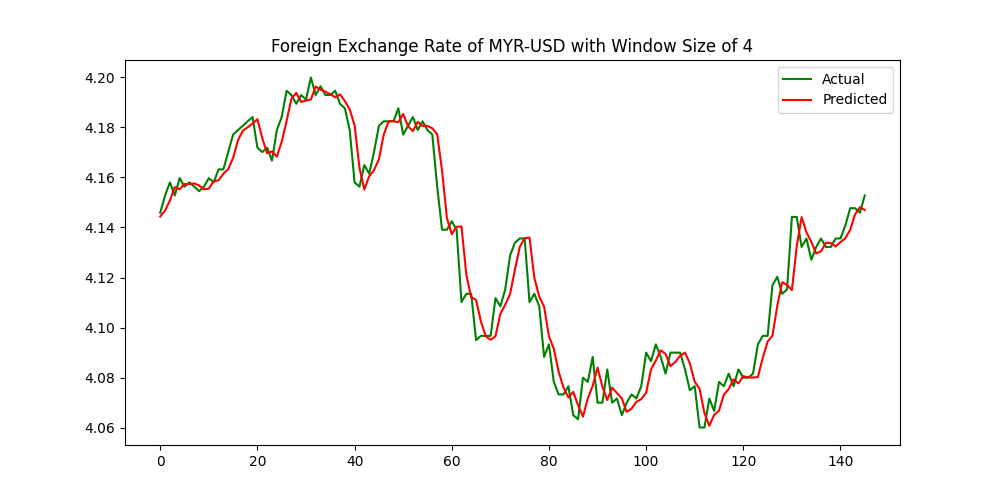 Foreign Exchange Rate of MYR-USD with Window Size of 4
Actual
Predicted
4.20
4.18
4.16
4.14
4.12
4.10
4.08
4.06
0 20 40 60 80 100 120 140